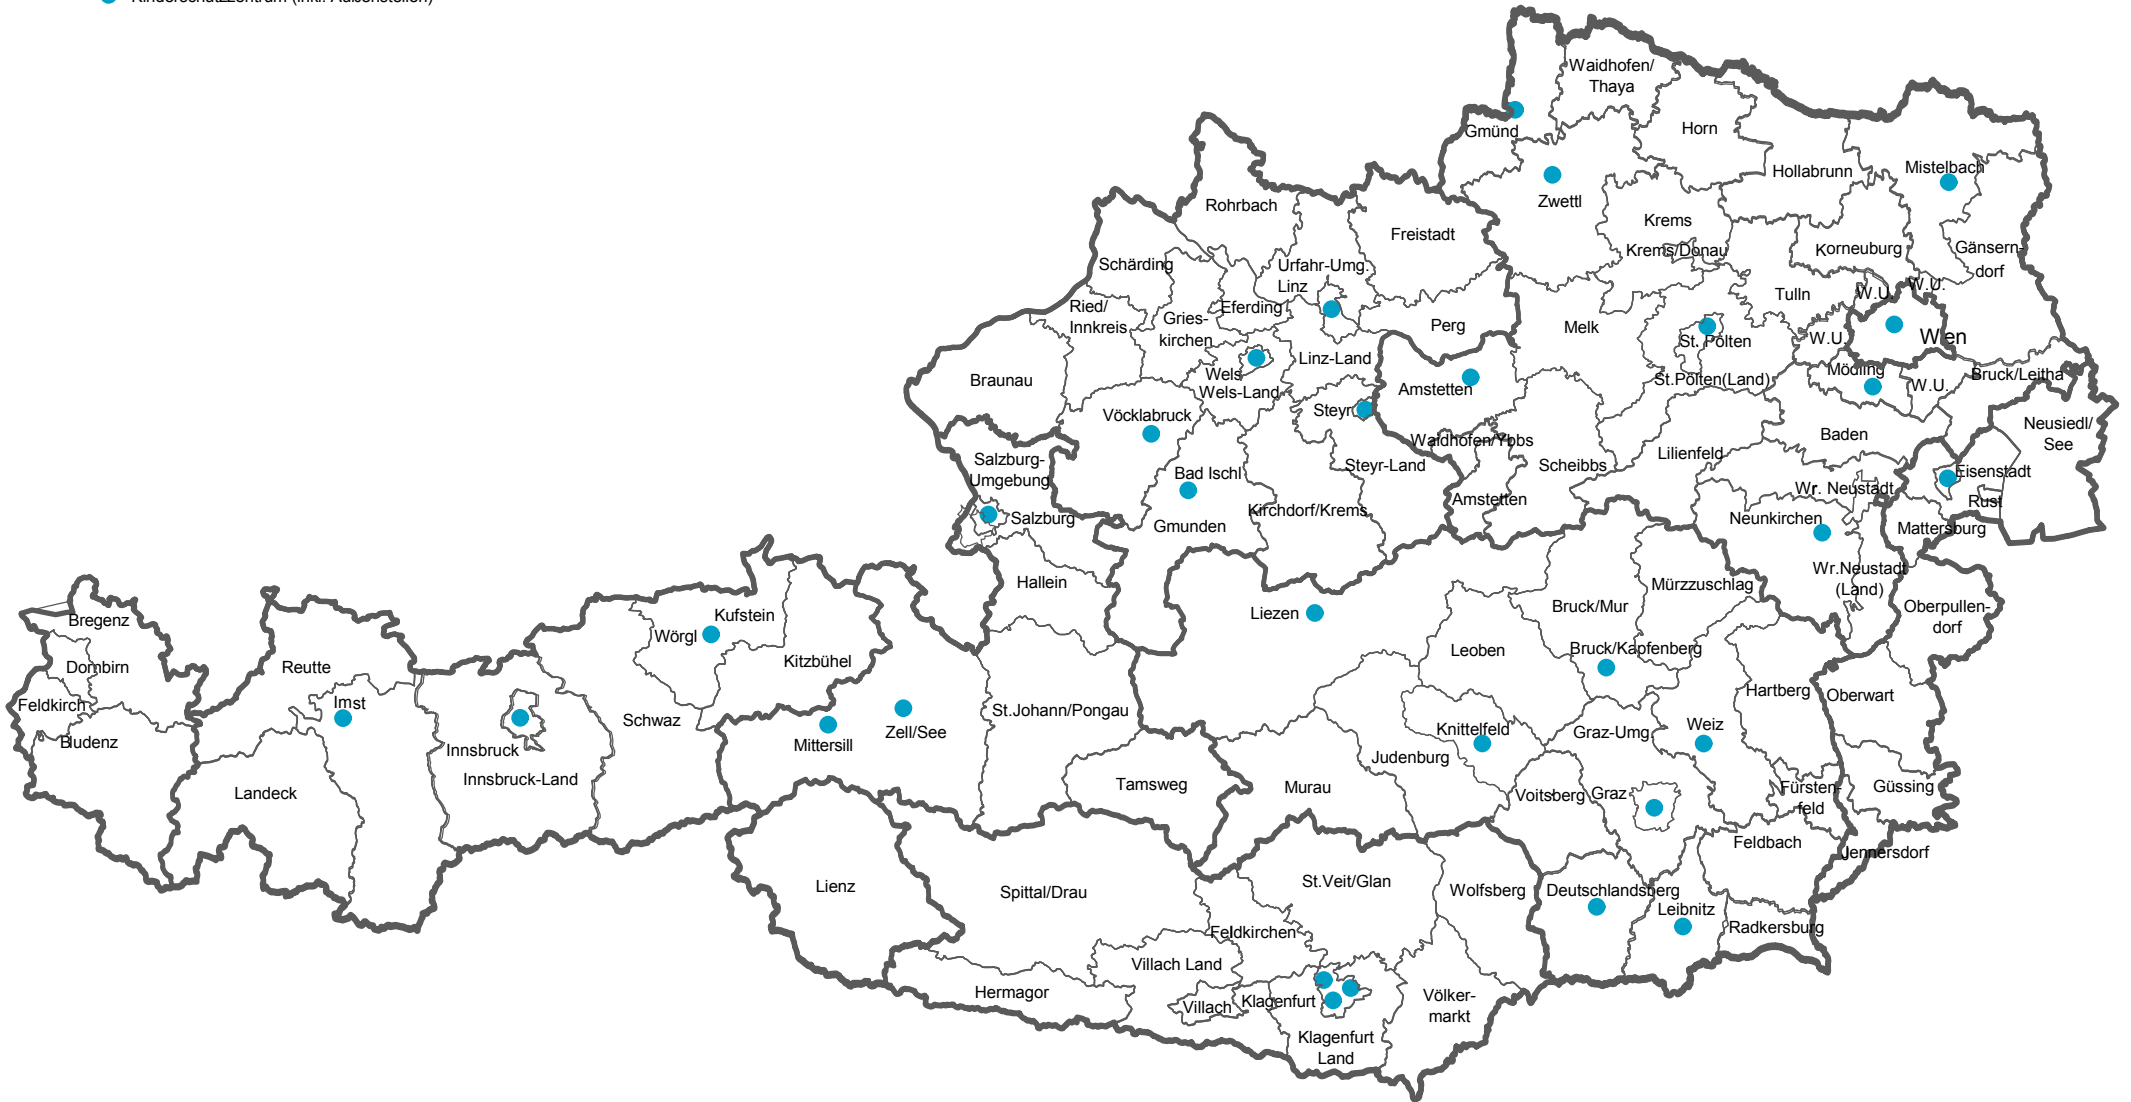 Kinderschutzzentrum (inkl. Außenstellen)
Waidhofen/
Thaya
Gmünd
Horn
Hollabrunn
Mistelbach
Zwettl
Krems
Krems/Donau
Korneuburg
Gänsern-
dorf
Rohrbach
Freistadt
Schärding
Urfahr-Umg.
Linz
Eferding
Ried/
Innkreis
Gries-
kirchen
Perg
Melk
Tulln
W.U.
W.U.
Wien
St. Pölten
W.U.
Linz-Land
Wels
Wels-Land
Braunau
Amstetten
St.Pölten(Land)
Mödling
W.U.
Bruck/Leitha
Vöcklabruck
Steyr
Neusiedl/
See
Waidhofen/Ybbs
Baden
Lilienfeld
Salzburg-
Umgebung
Bad Ischl
Steyr-Land
Scheibbs
Eisenstadt
Wr. Neustadt
Rust
Amstetten
Salzburg
Gmunden
Kirchdorf/Krems
Neunkirchen
Mattersburg
Hallein
Wr.Neustadt
(Land)
Mürzzuschlag
Bruck/Mur
Oberpullen-
dorf
Liezen
Bregenz
Kufstein
Wörgl
Kitzbühel
Dornbirn
Reutte
Leoben
Bruck/Kapfenberg
Hartberg
Oberwart
Feldkirch
Imst
Bludenz
Schwaz
St.Johann/Pongau
Innsbruck
Mittersill
Zell/See
Knittelfeld
Graz-Umg.
Weiz
Judenburg
Innsbruck-Land
Landeck
Tamsweg
Murau
Voitsberg
Graz
Fürsten-
feld
Güssing
Feldbach
Jennersdorf
Lienz
Spittal/Drau
St.Veit/Glan
Wolfsberg
Deutschlandsberg
Leibnitz
Radkersburg
Feldkirchen
Villach Land
Hermagor
Villach
Klagenfurt
Völker-
markt
Klagenfurt
Land